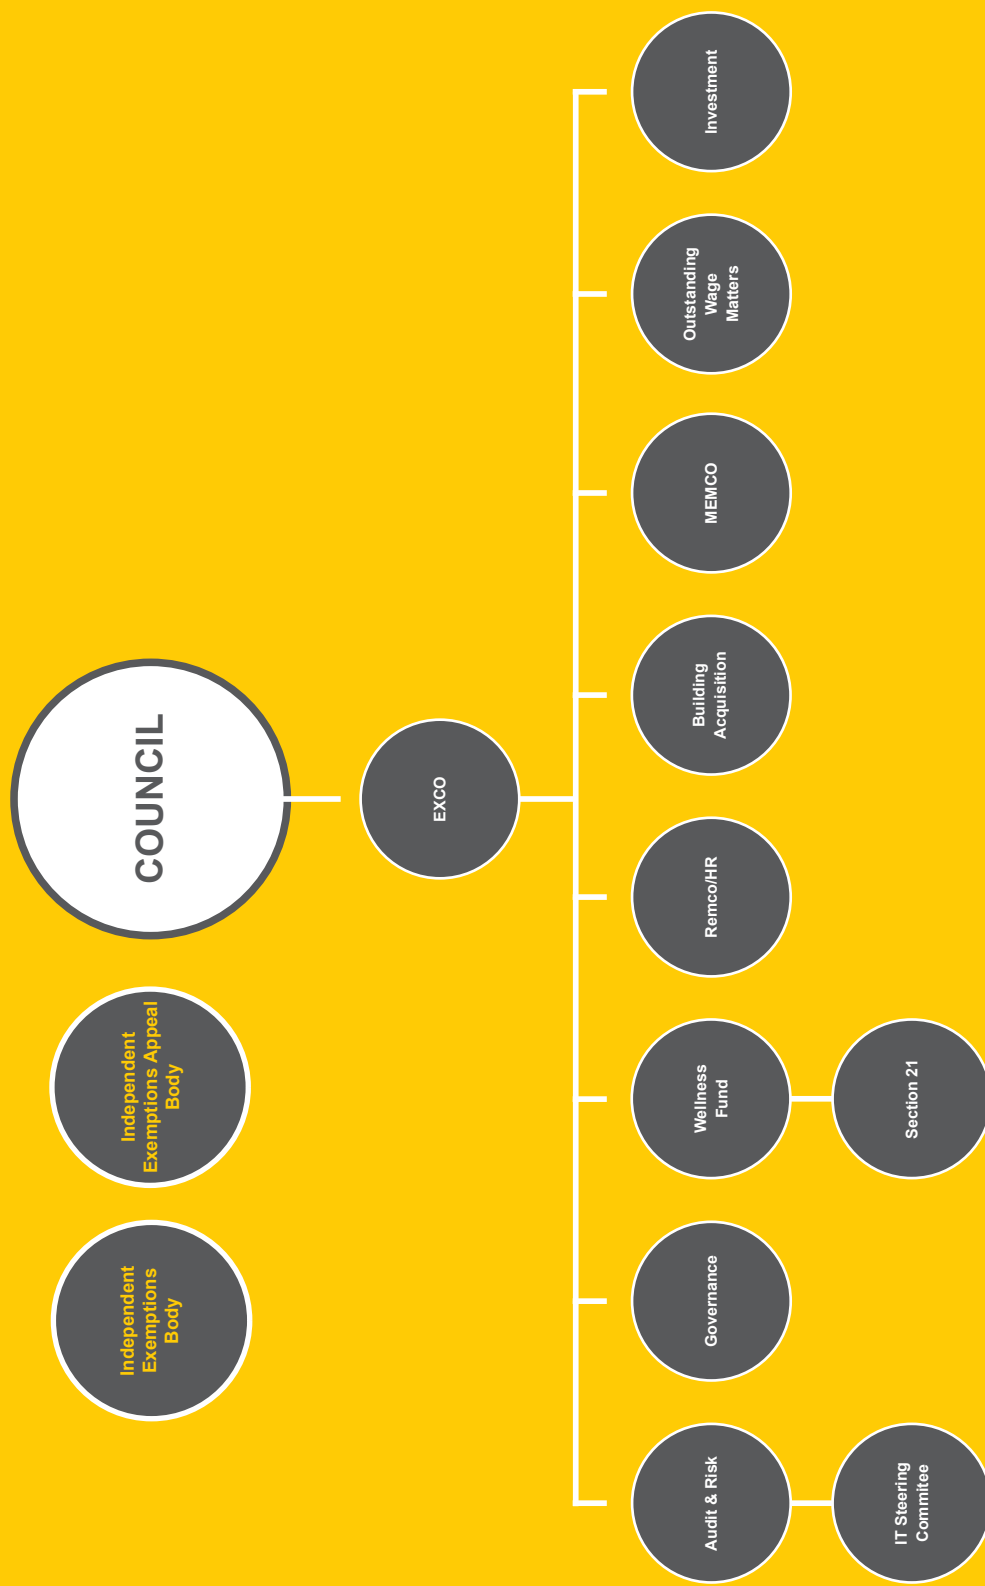 Independent
Exemptions
Body
Independent
Exemptions Appeal
Body
COUNCIL
EXCO
Audit & Risk
Governance
Wellness
Fund
Remco/HR
Building
Acquisition
MEMCO
Outstanding
Wage
Matters
Investment
IT Steering
Commitee
Section 21